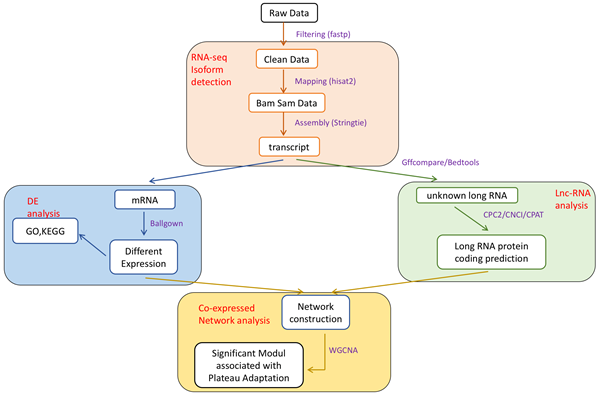 Raw Data
Filtering (fastp)
RNA-seq
Isoform
detection
Clean Data
Mapping (hisat2)
Bam Sam Data
Assembly (Stringtie)
transcript
Gffcompare/Bedtools
DE
analysis
mRNA
Ballgown
GO,KEGG
Different
Expression
unknown long RNA
Lnc-RNA
analysis
CPC2/CNCI/CPAT
Long RNA protein
coding prediction
Co-expressed
Network analysis
Network
construction
WGCNA
Significant Modul
associated with
Plateau Adaptation